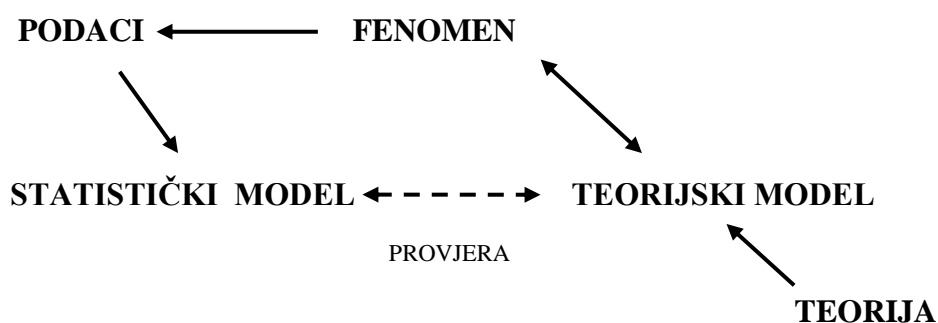 PODACI FENOMEN
STATISTIČKI MODEL TEORIJSKI MODEL
PROVJERA
TEORIJA